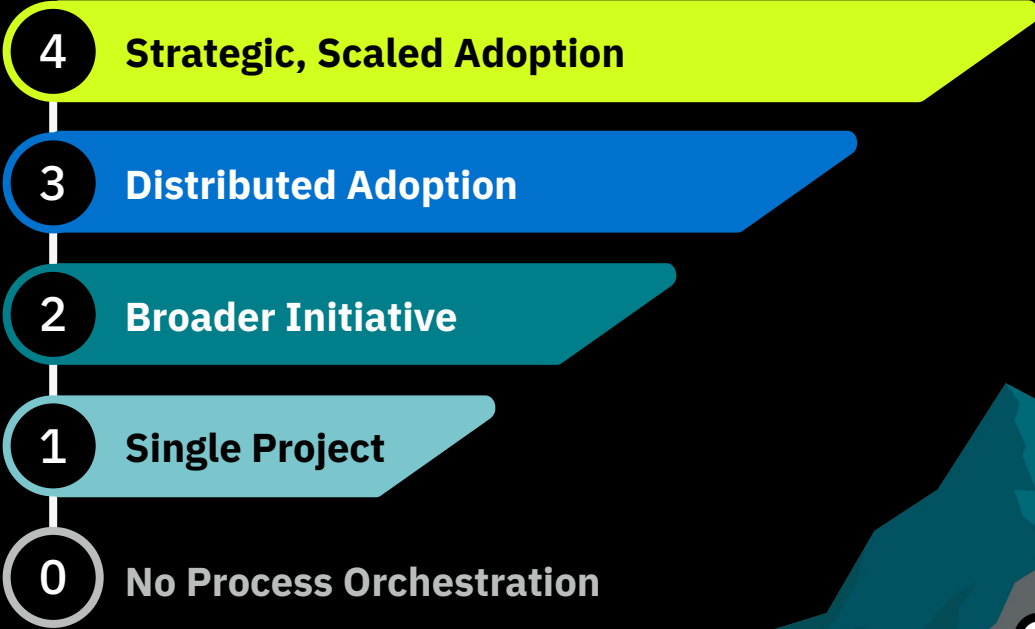 4 Strategic, Scaled Adoption
3 Distributed Adoption
2 Broader Initiative
1 Single Project
0 No Process Orchestration